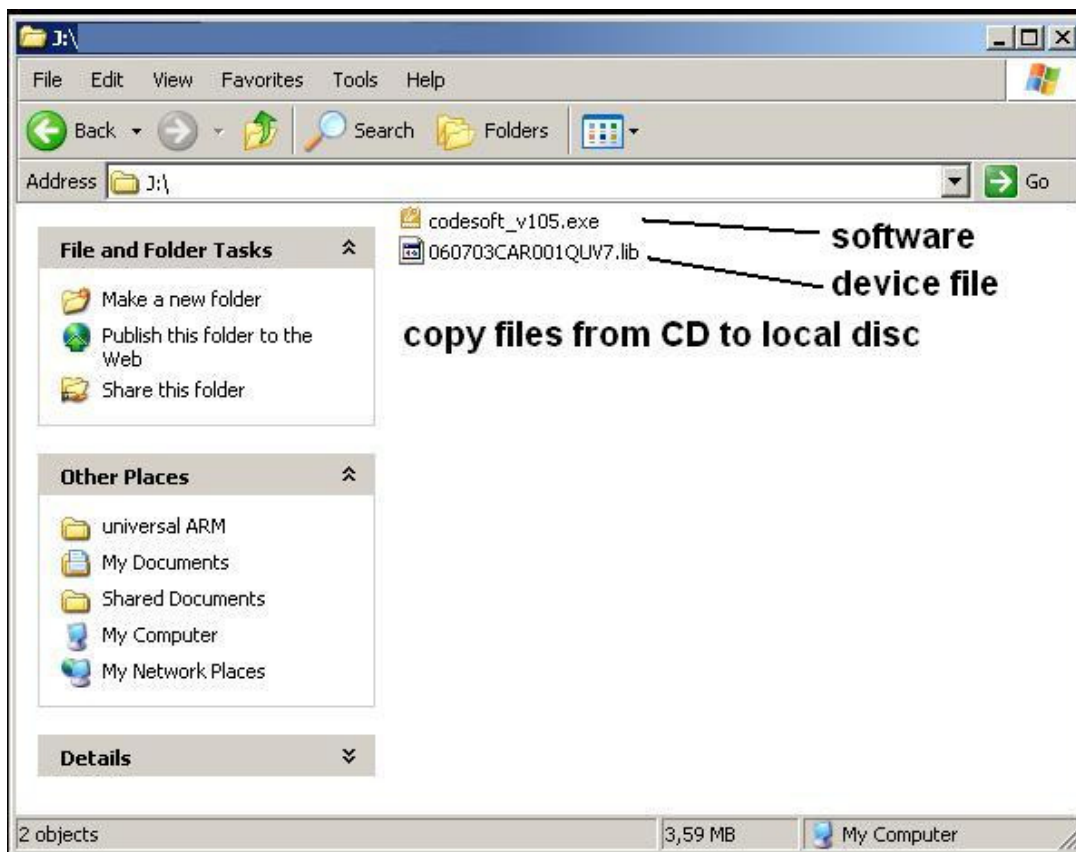 J:\
File Edit View Favorites Tools Help
Back Search Folders
Address J:\ Go
codesoft_v105.exe
software
060703CAR001QUV7.lib
device file
copy files from CD to local disc
File and Folder Tasks
Make a new folder
Publish this folder to the
Web
Share this folder
Other Places
universal ARM
My Documents
Shared Documents
My Computer
My Network Places
Details
2 objects 3,59 MB My Computer